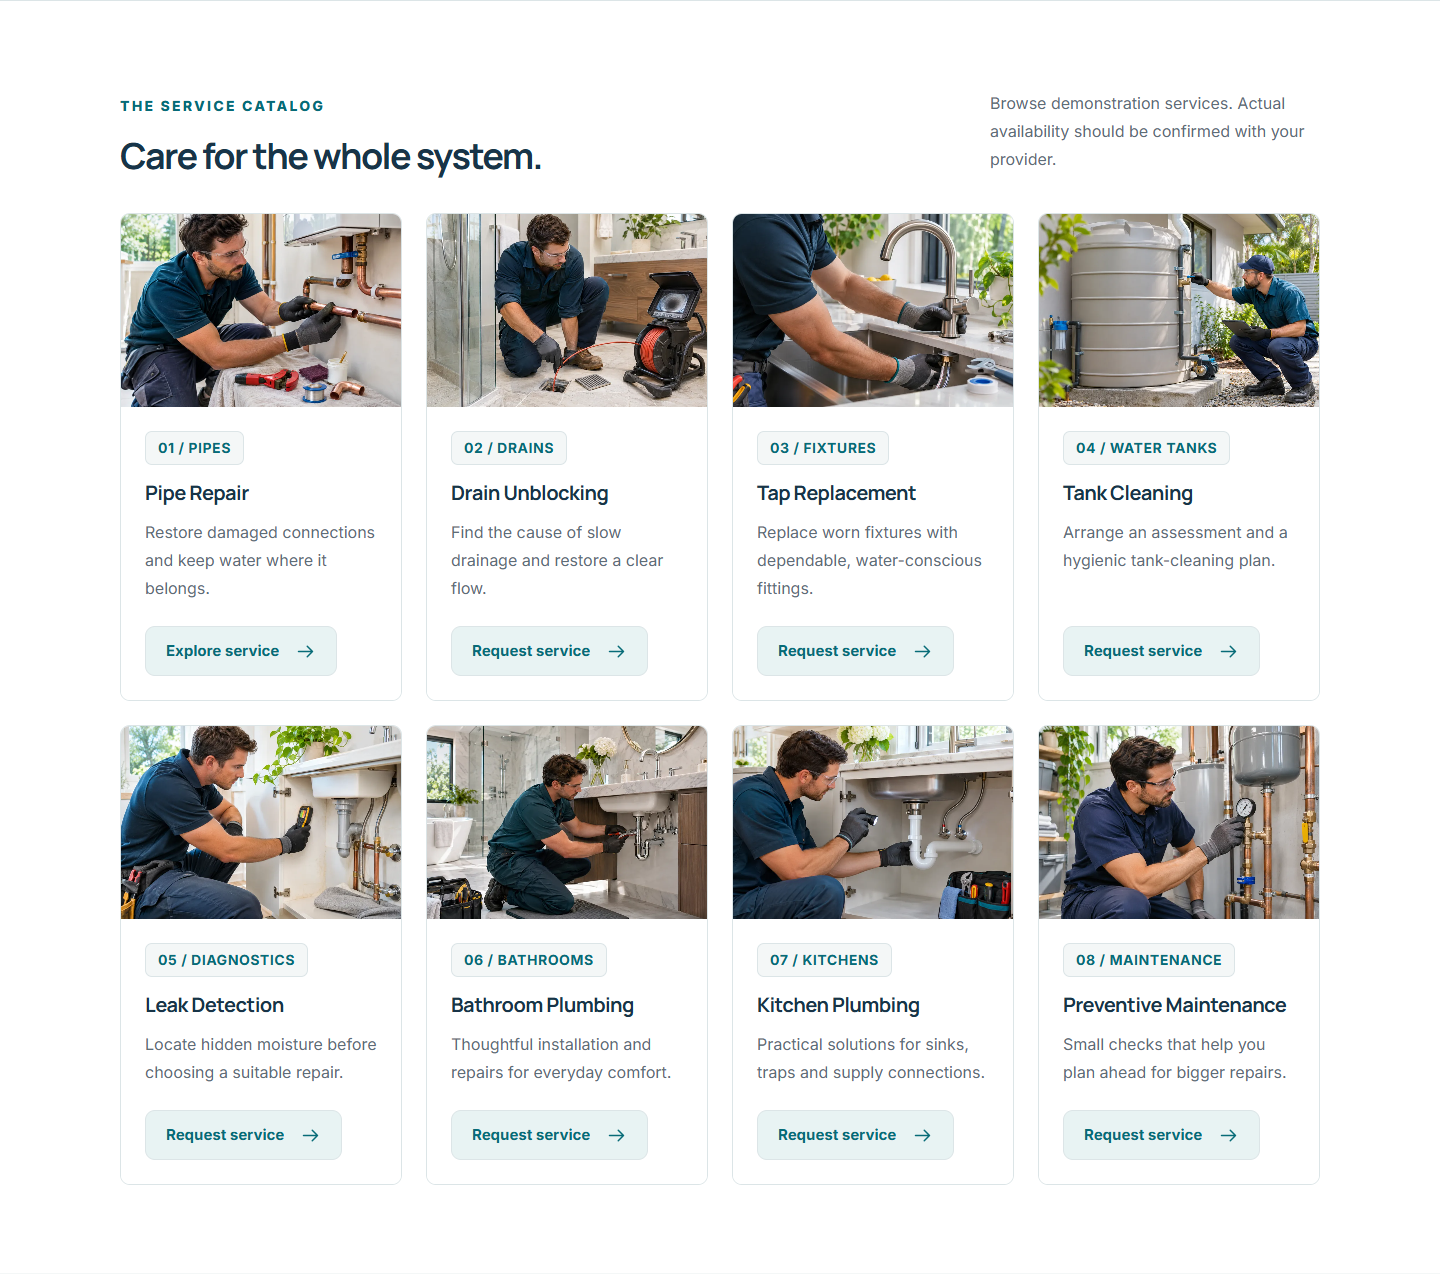 THE SERVICE CATALOG
Care for the whole system.
Browse demonstration services. Actual
availability should be confirmed with your
provider.
01 / PIPES
Pipe Repair
Restore damaged connections
and keep water where it
belongs.
Explore service
02 / DRAINS
Drain Unblocking
Find the cause of slow
drainage and restore a clear
flow.
Request service
03 / FIXTURES
Tap Replacement
Replace worn fixtures with
dependable, water-conscious
fittings.
Request service
04 / WATER TANKS
Tank Cleaning
Arrange an assessment and a
hygienic tank-cleaning plan.
Request service
05 / DIAGNOSTICS
Leak Detection
Locate hidden moisture before
choosing a suitable repair.
Request service
06 / BATHROOMS
Bathroom Plumbing
Thoughtful installation and
repairs for everyday comfort.
Request service
07 / KITCHENS
Kitchen Plumbing
Practical solutions for sinks,
traps and supply connections.
Request service
08 / MAINTENANCE
Preventive Maintenance
Small checks that help you
plan ahead for bigger repairs.
Request service